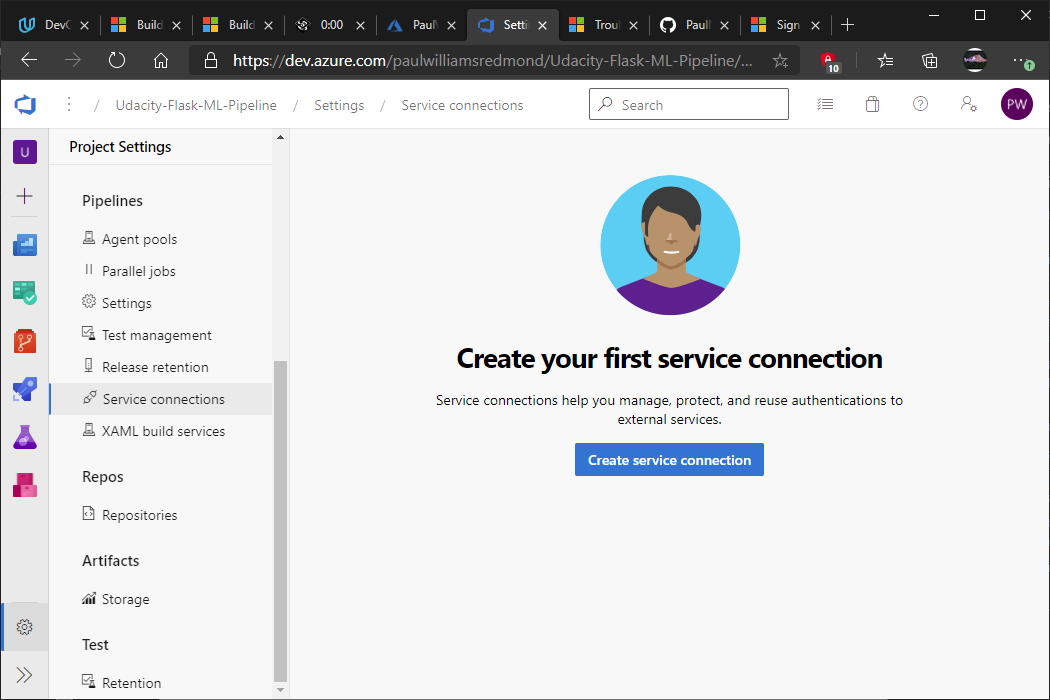 DevC
Build
Build
0:00
PaulW
Setti
Trou
PaulI
Sign
https://dev.azure.com/paulwilliamsredmond/Udacity-Flask-ML-Pipeline/...
10
/ Udacity-Flask-ML-Pipeline / Settings / Service connections
Search
PW
U
Project Settings
Pipelines
Agent pools
Parallel jobs
Settings
Test management
Release retention
Service connections
XAML build services
Repos
Repositories
Artifacts
Storage
Test
Retention
Create your first service connection
Service connections help you manage, protect, and reuse authentications to
external services.
Create service connection